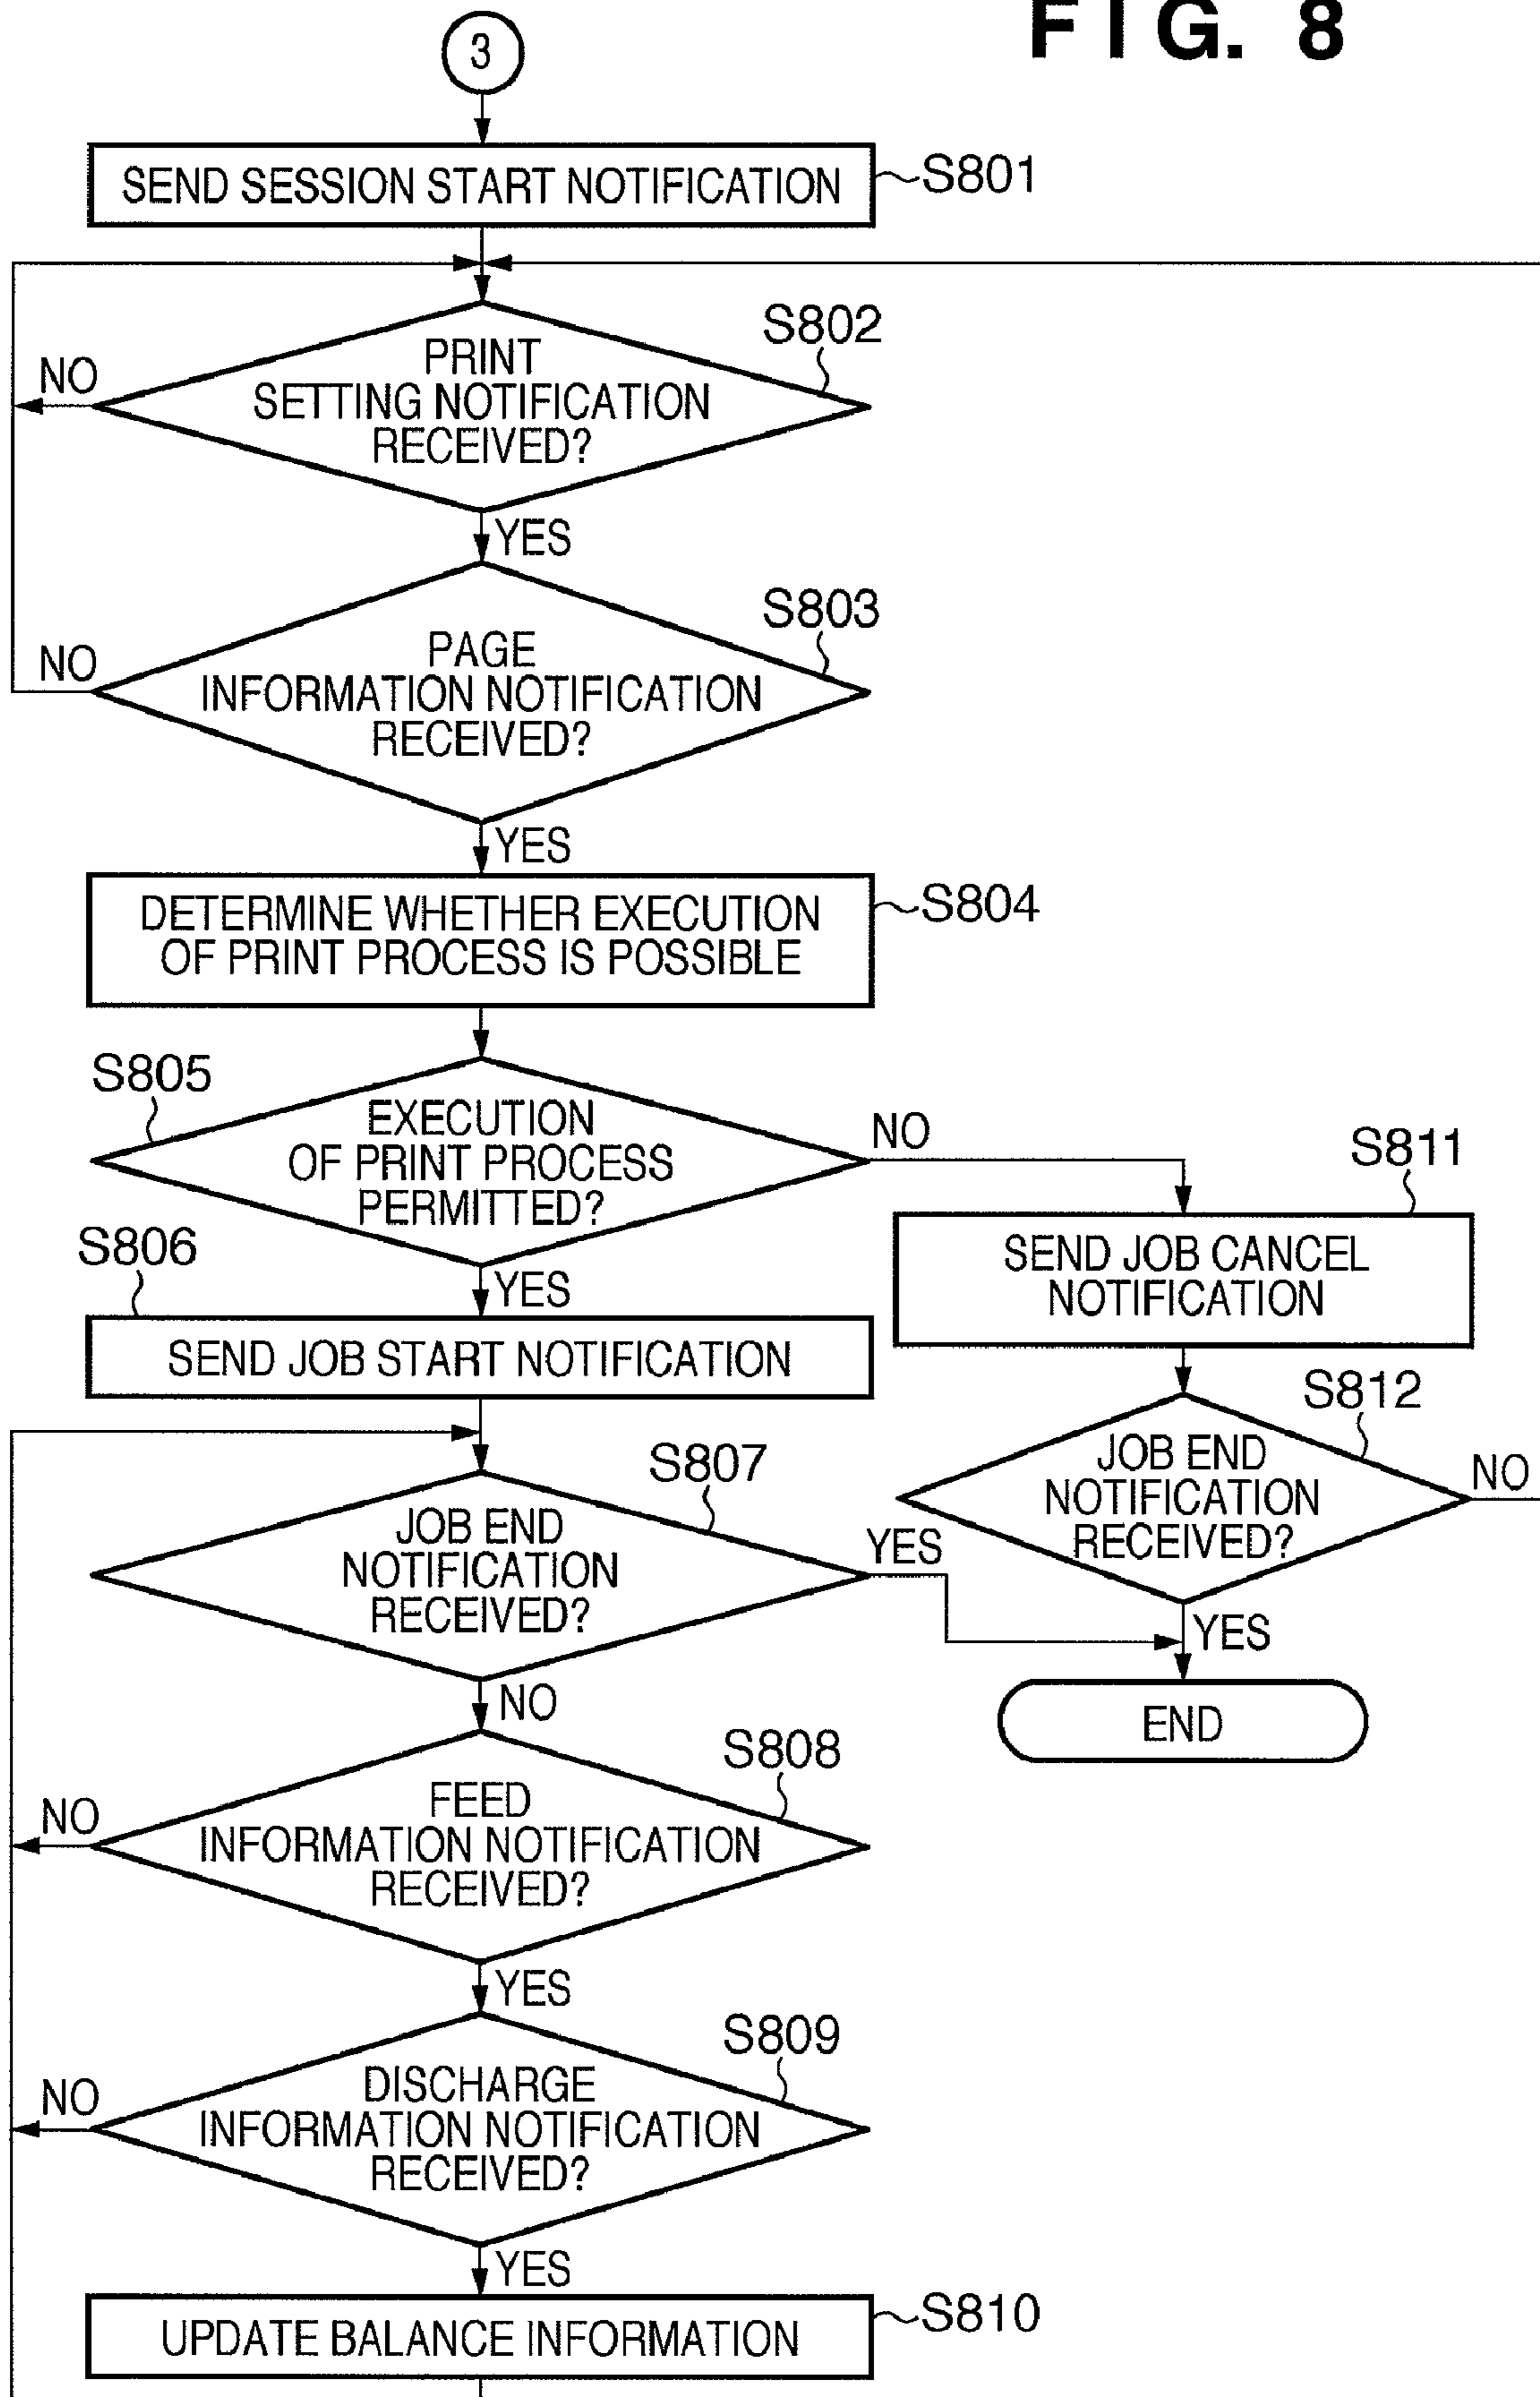 FIG. 8
3
SEND SESSION START NOTIFICATION
S801
S802
PRINT
SETTING NOTIFICATION
RECEIVED?
NO
YES
S803
PAGE
INFORMATION NOTIFICATION
RECEIVED?
NO
YES
DETERMINE WHETHER EXECUTION
OF PRINT PROCESS IS POSSIBLE
S804
S805
EXECUTION
OF PRINT PROCESS
PERMITTED?
NO
YES
S811
SEND JOB CANCEL
NOTIFICATION
S806
SEND JOB START NOTIFICATION
S812
JOB END
NOTIFICATION
RECEIVED?
NO
YES
S807
JOB END
NOTIFICATION
RECEIVED?
YES
NO
END
S808
FEED
INFORMATION NOTIFICATION
RECEIVED?
NO
YES
S809
DISCHARGE
INFORMATION NOTIFICATION
RECEIVED?
NO
YES
UPDATE BALANCE INFORMATION
S810